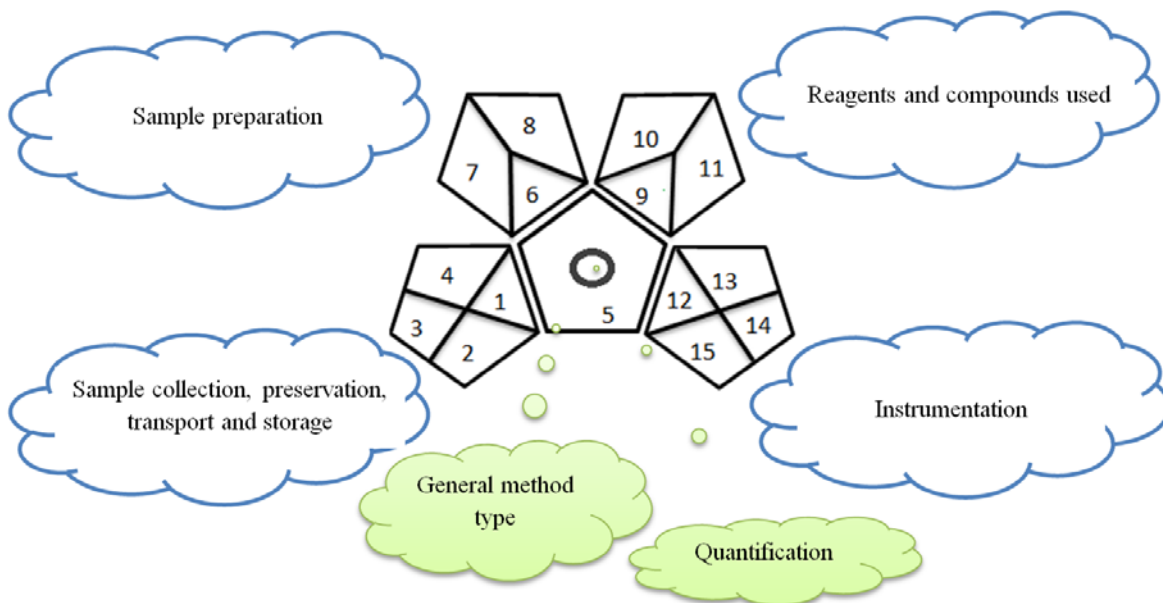 Sample preparation
Reagents and compounds used
8
10
7
11
6
9
4
1
3
2
5
12
13
14
15
Sample collection, preservation,
transport and storage
Instrumentation
General method
type
Quantification